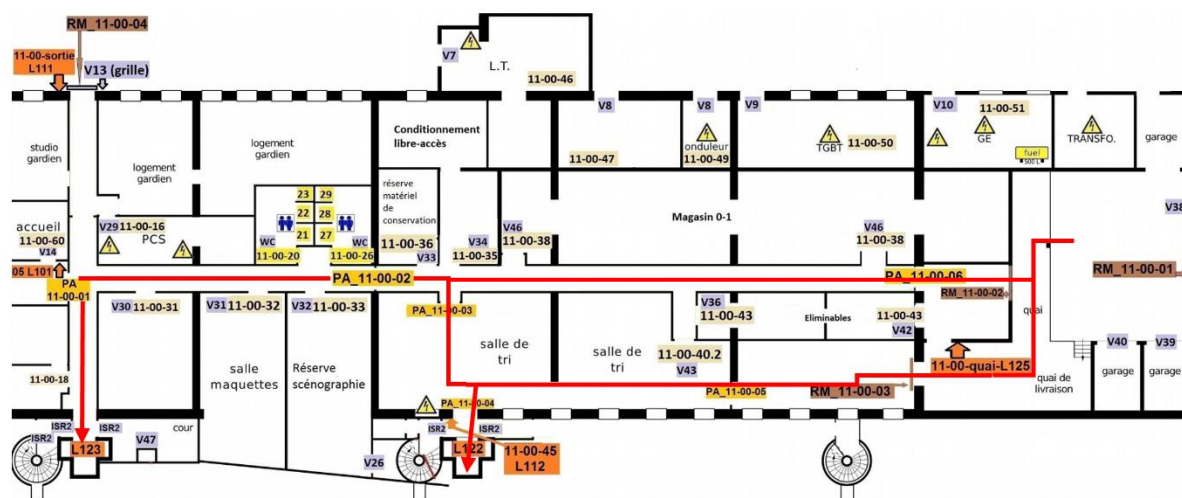 RM_11-00-04
11-00-sortie
L111
V13 (grille)
V7
L.T.
11-00-46
V8
V8
V9
V10
11-00-51
GE
fuel
500 L
TRANSFO.
garage
studio
gardien
logement
gardien
logement
gardien
Conditionnement
libre-accès
11-00-47
onduleur
11-00-49
TGBT
11-00-50
réserve
matériel
de
conservation
23
29
22
28
21
27
WC
WC
11-00-20
11-00-26
accueil
11-00-60
V14
V29
11-00-16
PCS
11-00-36
V33
V34
11-00-35
V46
11-00-38
Magasin 0-1
V46
11-00-38
V38
05 L101
PA
11-00-01
PA_11-00-02
PA_11-00-06
RM_11-00-01
RM_11-00-02
V30
11-00-31
V31
11-00-32
V32
11-00-33
PA_11-00-03
V36
11-00-43
Eliminables
11-00-43
V42
quai
salle
maquettes
Réserve
scénographie
salle de
tri
salle de
tri
11-00-40.2
V43
11-00-quai-L125
V40
V39
garage
garage
quai de
livraison
11-00-18
PA_11-00-04
PA_11-00-05
RM_11-00-03
ISR2
ISR2
L123
V47
cour
V26
ISR2
ISR2
L122
11-00-45
L112